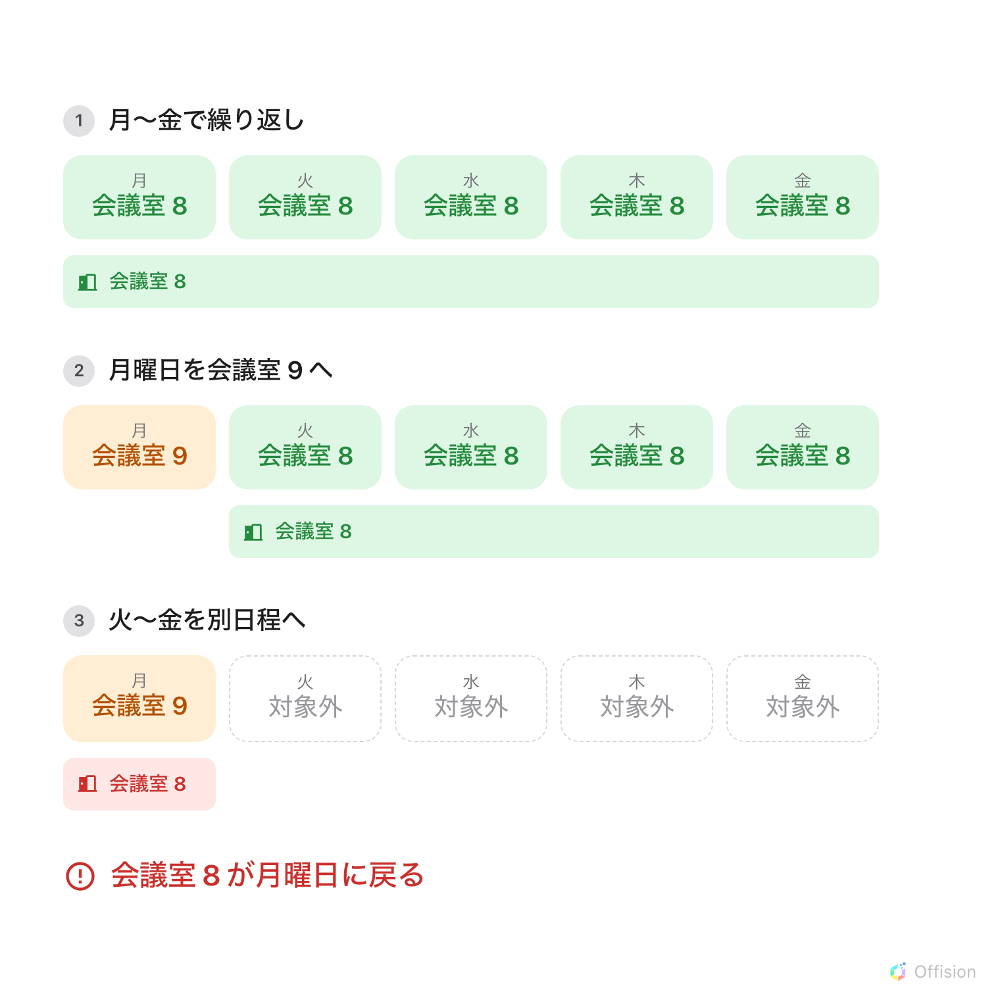 1 月〜金で繰り返し
月 火 水 木 金
会議室 8 会議室 8 会議室 8 会議室 8 会議室 8
会議室 8
2 月曜日を会議室 9 へ
月 火 水 木 金
会議室 9 会議室 8 会議室 8 会議室 8 会議室 8
会議室 8
3 火〜金を別日程へ
月 火 水 木 金
会議室 9 対象外 対象外 対象外 対象外
会議室 8
会議室 8 が月曜日に戻る
Offision